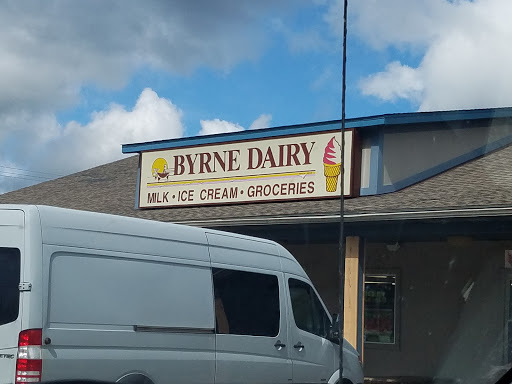 BYRNE DAIRY
MILK • ICE CREAM • GROCERIES